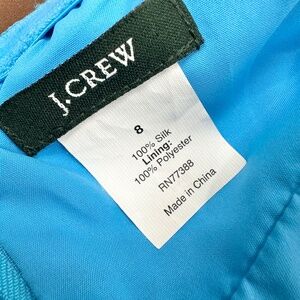 J.CREW
8
100% Silk
Lining:
100% Polyester
RN77388
Made in China